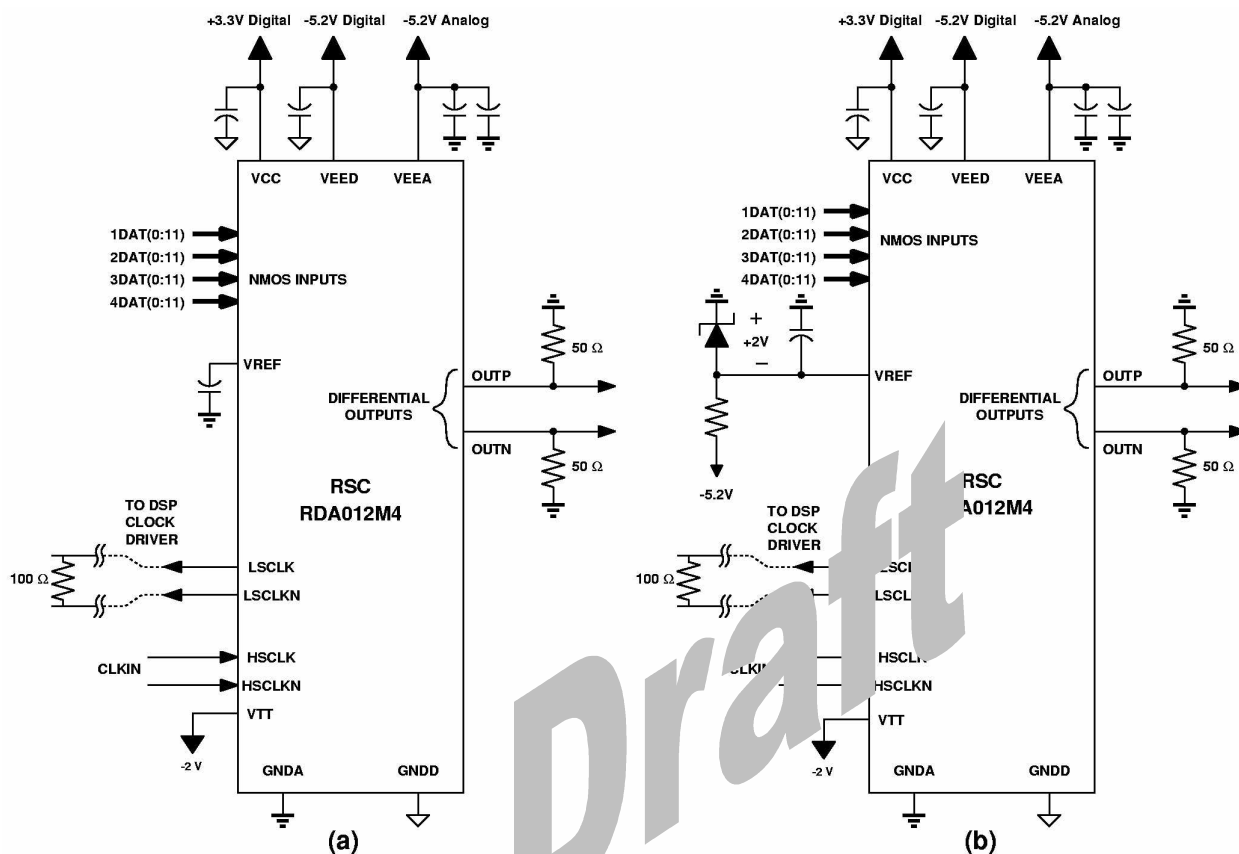 +3.3V Digital -5.2V Digital -5.2V Analog
VCC VEED VEEA
1DAT(0:11)
2DAT(0:11)
3DAT(0:11)
4DAT(0:11)
NMOS INPUTS
VREF
50 Ω
OUTP
DIFFERENTIAL
OUTPUTS
OUTN
50 Ω
RSC
RDA012M4
TO DSP
CLOCK
DRIVER
100 Ω
LSCLK
LSCLKN
CLKIN
HSCLK
HSCLKN
VTT
-2 V
GNDA GNDD
(a)
+3.3V Digital -5.2V Digital -5.2V Analog
VCC VEED VEEA
1DAT(0:11)
2DAT(0:11)
3DAT(0:11)
4DAT(0:11)
NMOS INPUTS
+
+2V
–
VREF
-5.2V
50 Ω
OUTP
DIFFERENTIAL
OUTPUTS
OUTN
50 Ω
RSC
A012M4
TO DSP
CLOCK
DRIVER
100 Ω
LSCLK
LSCLKN
CLKIN
HSCLK
HSCLKN
VTT
-2 V
GNDA GNDD
(b)
Draft